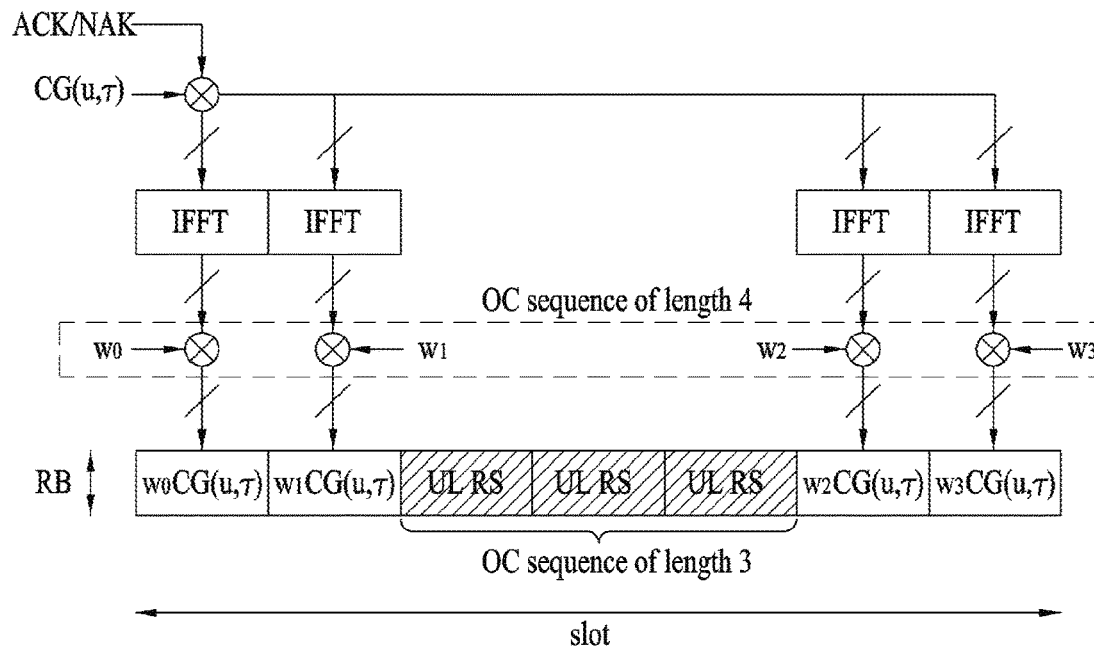 ACK/NAK
CG(u,τ)
IFFT IFFT IFFT IFFT
OC sequence of length 4
w0 w1 w2 w3
RB w0CG(u,τ) w1CG(u,τ) UL RS UL RS UL RS w2CG(u,τ) w3CG(u,τ)
OC sequence of length 3
slot